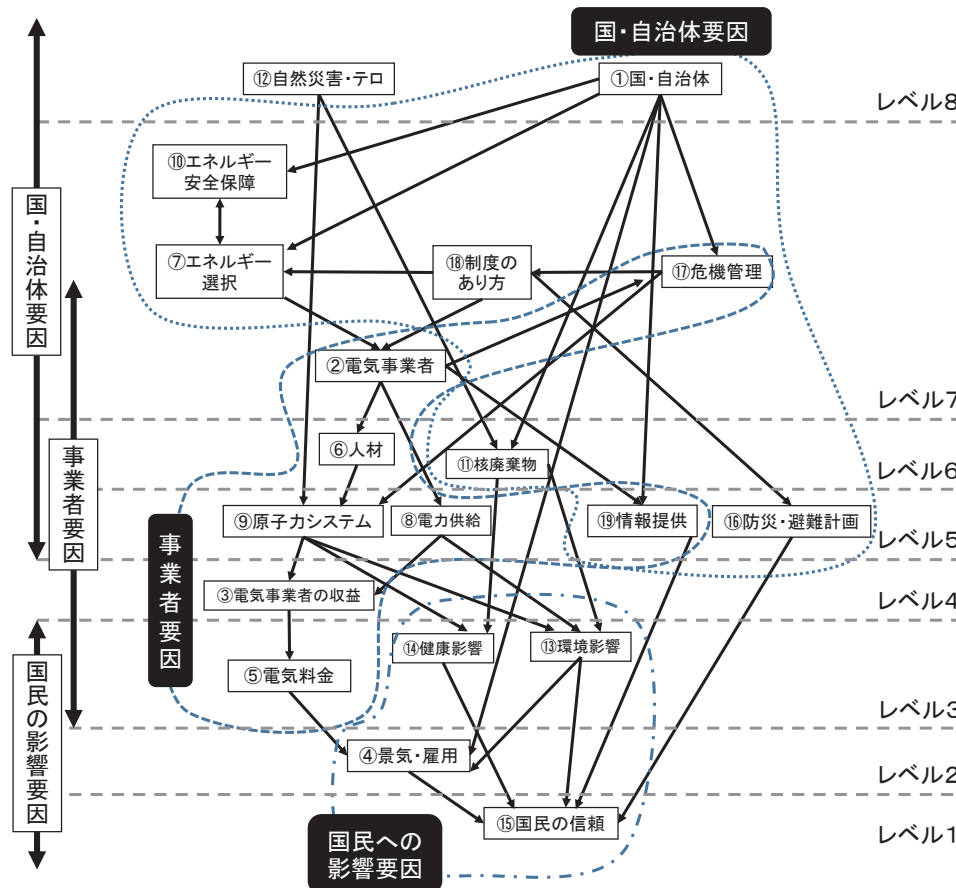 国・自治体要因
⑫自然災害・テロ
①国・自治体
レベル8
⑩エネルギー
安全保障
⑦エネルギー
選択
⑱制度の
あり方
⑰危機管理
国・自治体要因
②電気事業者
レベル7
⑥人材
⑪核廃棄物
レベル6
事業者要因
⑨原子力システム
⑧電力供給
⑲情報提供
⑯防災・避難計画
レベル5
事業者要因
③電気事業者の収益
レベル4
⑭健康影響
⑬環境影響
⑤電気料金
国民の影響要因
レベル3
④景気・雇用
レベル2
⑮国民の信頼
レベル1
国民への
影響要因